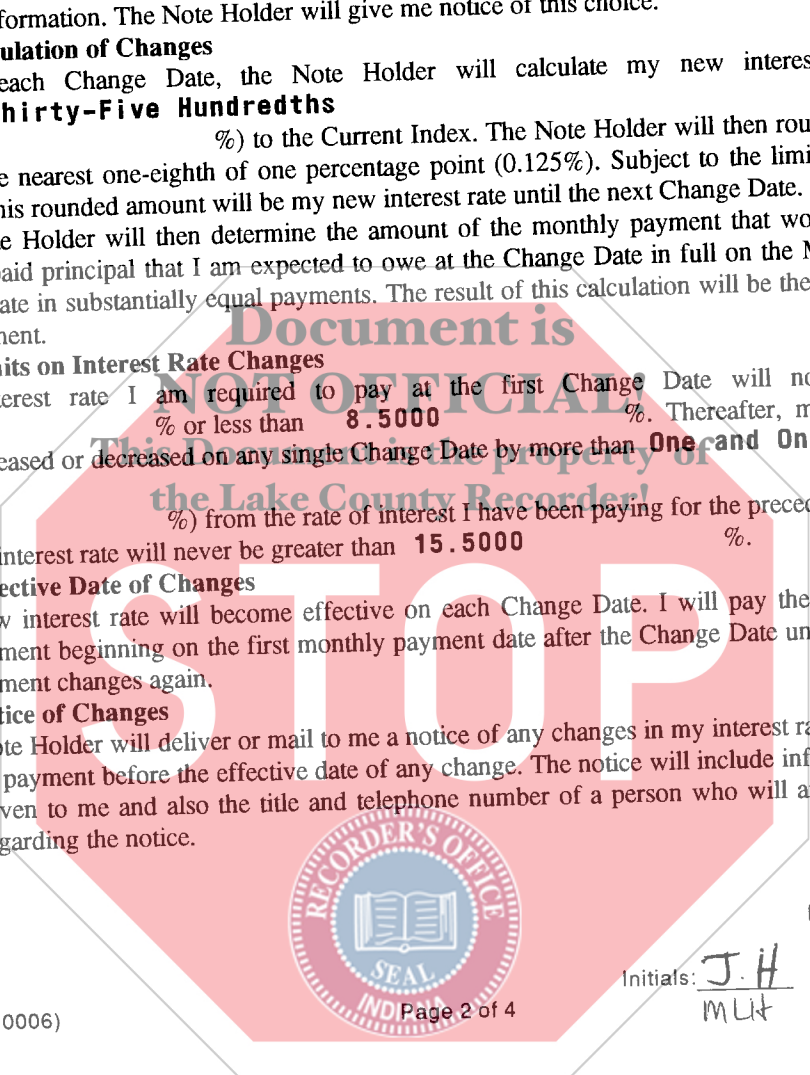 formation. The Note Holder will give me notice of this choice.
ulation of Changes
each Change Date, the Note Holder will calculate my new interes
hirty-Five Hundredths
%) to the Current Index. The Note Holder will then rou
e nearest one-eighth of one percentage point (0.125%). Subject to the limi
his rounded amount will be my new interest rate until the next Change Date.
e Holder will then determine the amount of the monthly payment that wo
aid principal that I am expected to owe at the Change Date in full on the M
ate in substantially equal payments. The result of this calculation will be the
ment.
Document is
its on Interest Rate Changes
erest rate I am required to pay at the first Change Date will no
NOT OFFICIAL!
% or less than 8.5000 %. Thereafter, m
eased or decreased on any single Change Date by more than One and On
This Document is the property of
the Lake County Recorder!
%) from the rate of interest I have been paying for the preced
interest rate will never be greater than 15.5000 %.
ective Date of Changes
w interest rate will become effective on each Change Date. I will pay the
ment beginning on the first monthly payment date after the Change Date un
ment changes again.
STOP
tice of Changes
ote Holder will deliver or mail to me a notice of any changes in my interest ra
payment before the effective date of any change. The notice will include inf
ven to me and also the title and telephone number of a person who will a
garding the notice.
RECORDER'S OFFICE
SEAL
INDIANA
Initials: J.H
0006) Page 2 of 4